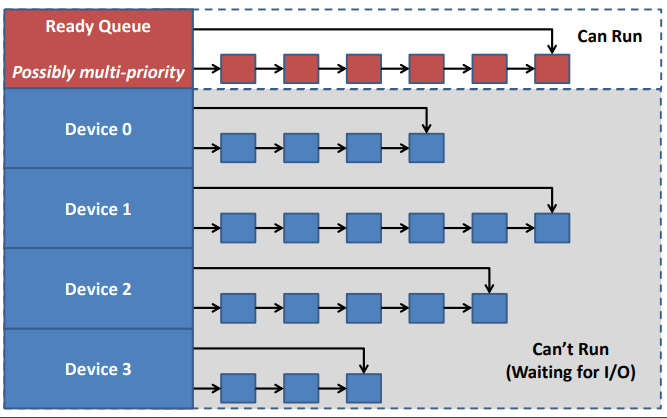 Ready Queue
Possibly multi-priority
Can Run
Device 0
Device 1
Device 2
Device 3
Can’t Run
(Waiting for I/O)